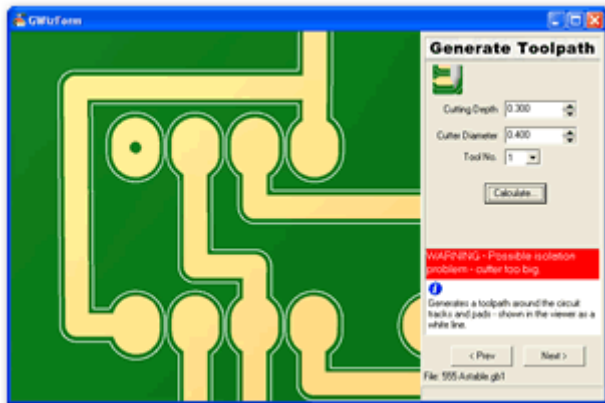 GWizForm
Generate Toolpath
Cutting Depth 0.300
Cutter Diameter 0.400
Tool No. 1
Calculate...
WARNING - Possible isolation
problem - cutter too big.
Generates a toolpath around the circuit
tracks and pads - shown in the viewer as a
white line.
< Prev Next >
File: 555-Astable.gb1